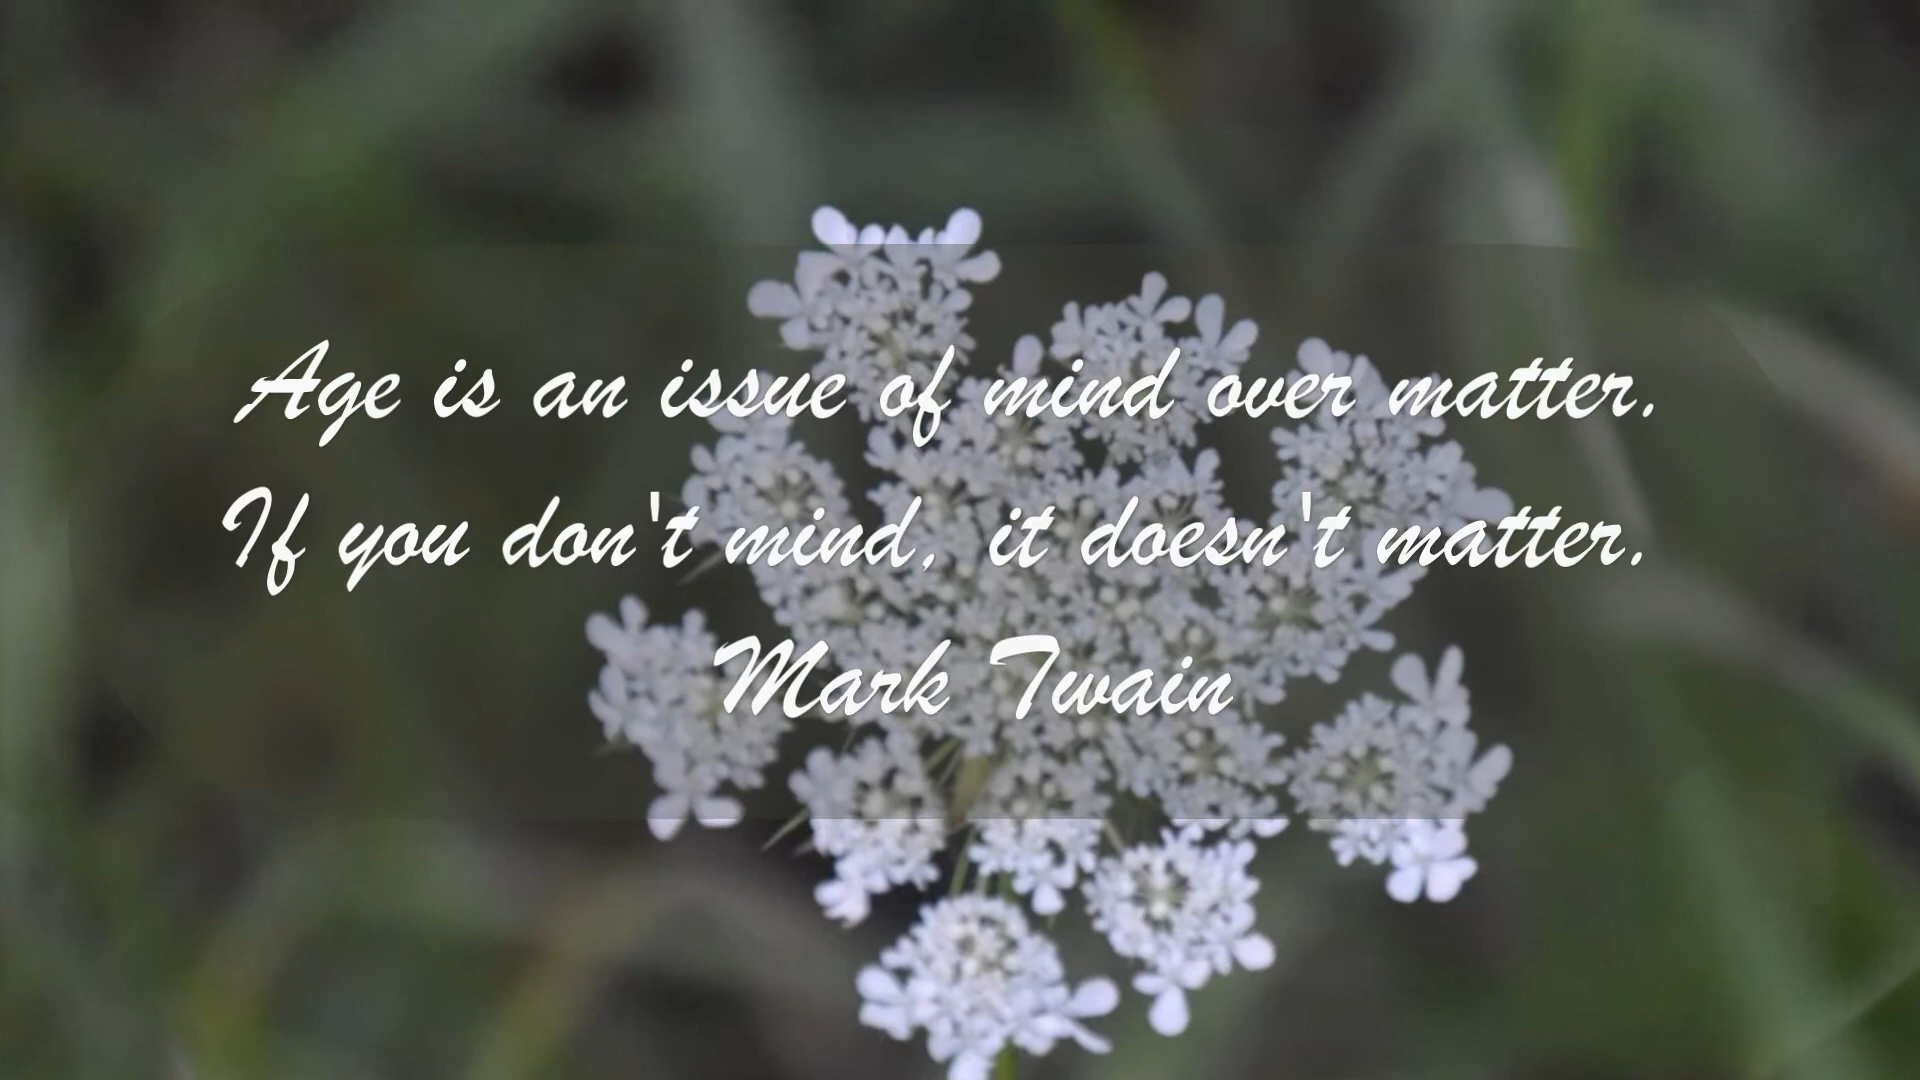 Age is an issue of mind over matter.
If you don't mind, it doesn't matter.
Mark Twain